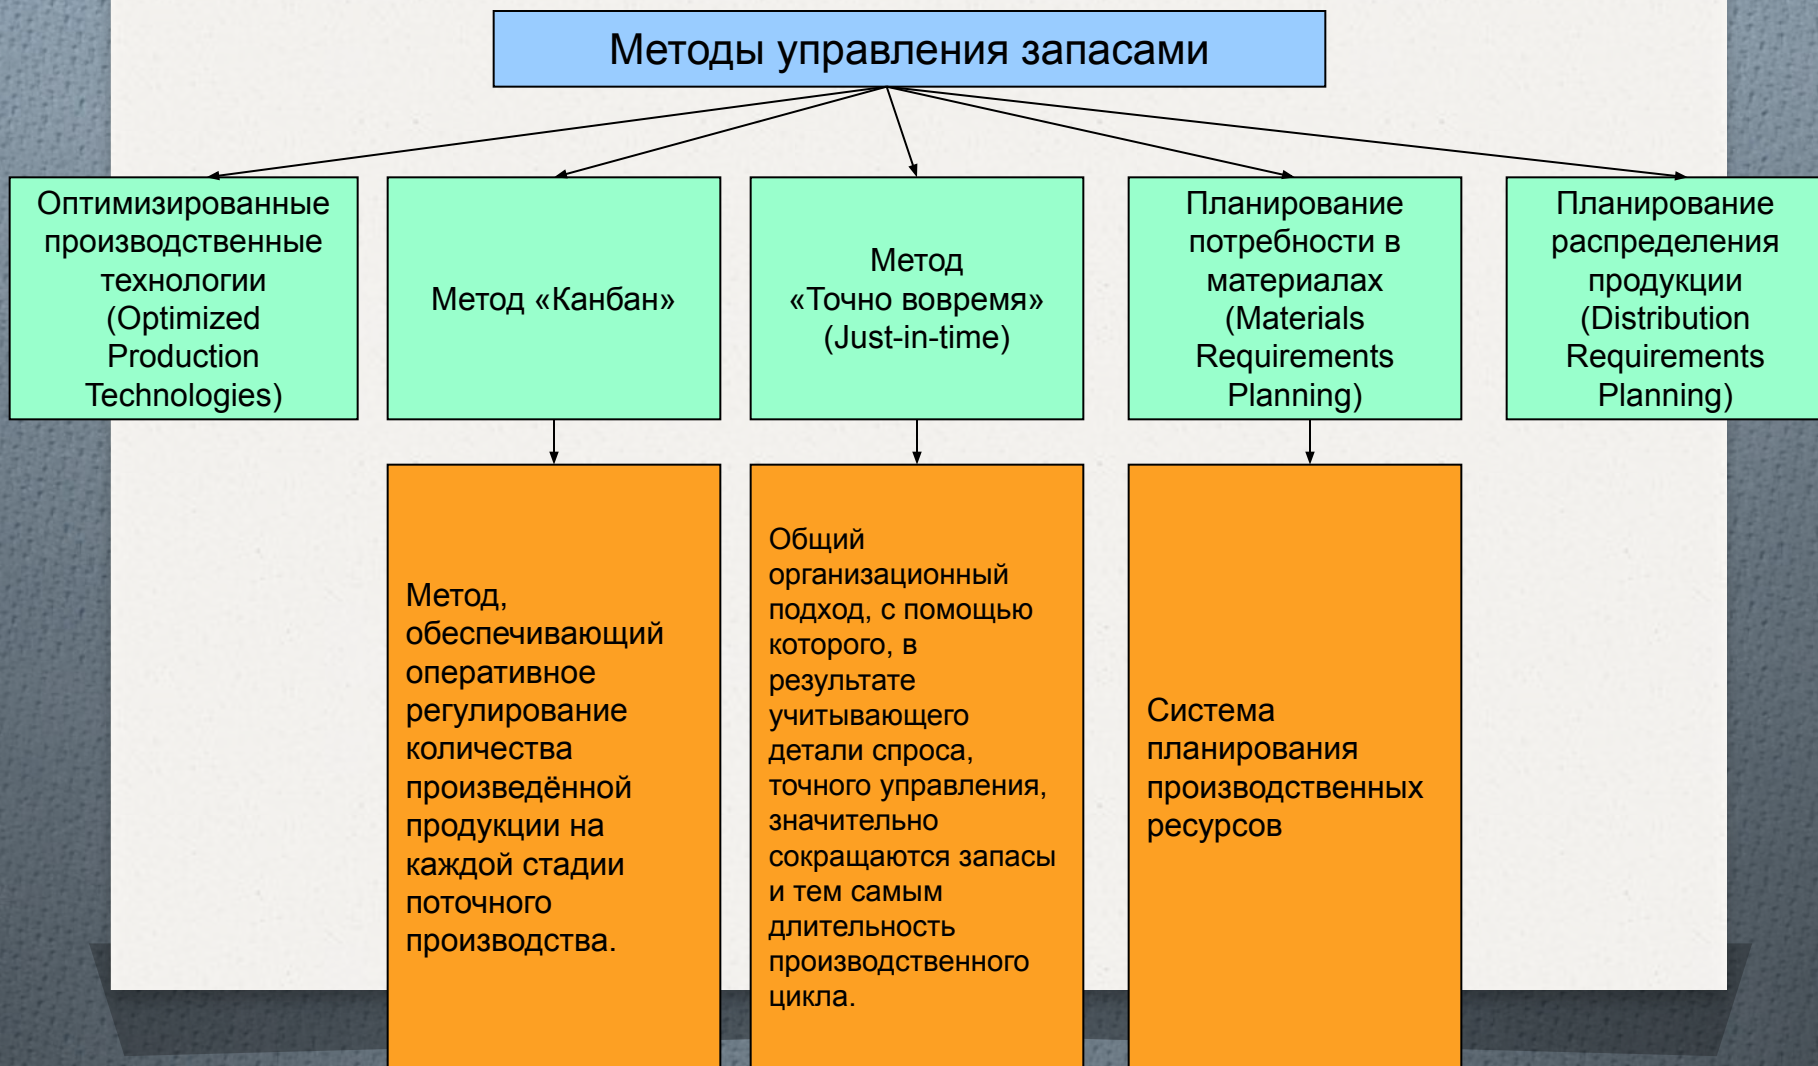 Методы управления запасами
Оптимизированные
производственные
технологии
(Optimized
Production
Technologies)
Метод «Канбан»
Метод
«Точно вовремя»
(Just-in-time)
Планирование
потребности в
материалах
(Materials
Requirements
Planning)
Планирование
распределения
продукции
(Distribution
Requirements
Planning)
Метод,
обеспечивающий
оперативное
регулирование
количества
произведённой
продукции на
каждой стадии
поточного
производства.
Общий
организационный
подход, с помощью
которого, в
результате
учитывающего
детали спроса,
точного управления,
значительно
сокращаются запасы
и тем самым
длительность
производственного
цикла.
Система
планирования
производственных
ресурсов